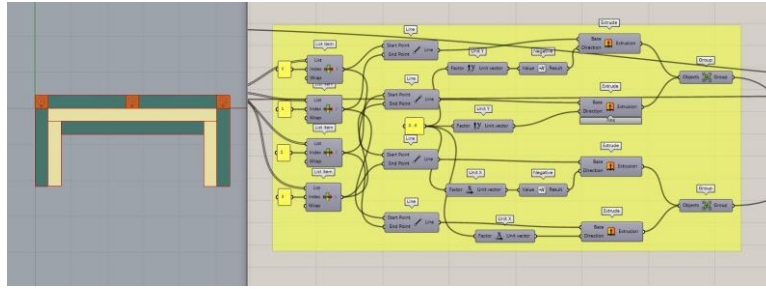 Line
Extrude
List Item
Start Point
Line
End Point
Base
Direction
Extrusion
List
Index
Wrap
Unit Y
Negative
Factor
Unit vector
Value
Result
Group
Objects
Group
Line
Extrude
List
Index
Wrap
Start Point
Line
End Point
Unit Y
Base
Direction
Extrusion
List Item
Factor
Unit vector
Line
Extrude
List
Index
Wrap
Start Point
Line
End Point
Base
Direction
Extrusion
List Item
Unit X
Negative
Group
List
Index
Wrap
Factor
Unit vector
Value
Result
Objects
Group
Line
Extrude
Start Point
Line
End Point
Unit X
Base
Direction
Extrusion
Factor
Unit vector